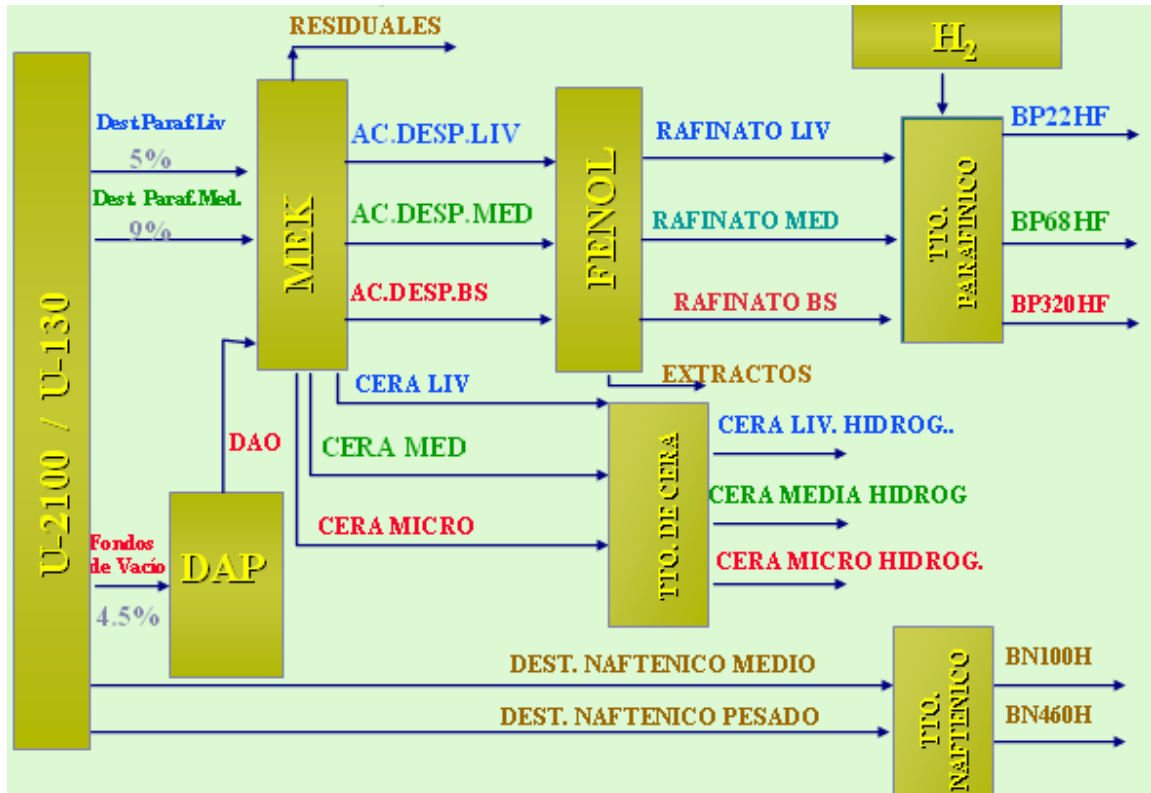 RESIDUALES
H2
U-2100 / U-130
Dest.Paraf.Liv
5%
Dest. Paraf.Med.
9%
MEK
AC.DESP.LIV
AC.DESP.MED
AC.DESP.BS
FENOL
RAFINATO LIV
RAFINATO MED
RAFINATO BS
TTO.
PARAFINICO
BP22HF
BP68HF
BP320HF
EXTRACTOS
CERA LIV
CERA MED
CERA MICRO
DAO
TTO. DE CERA
CERA LIV. HIDROG..
CERA MEDIA HIDROG
CERA MICRO HIDROG.
Fondos
de Vacío
4.5%
DAP
DEST. NAFTENICO MEDIO
DEST. NAFTENICO PESADO
TTO.
NAFTENICO
BN100H
BN460H